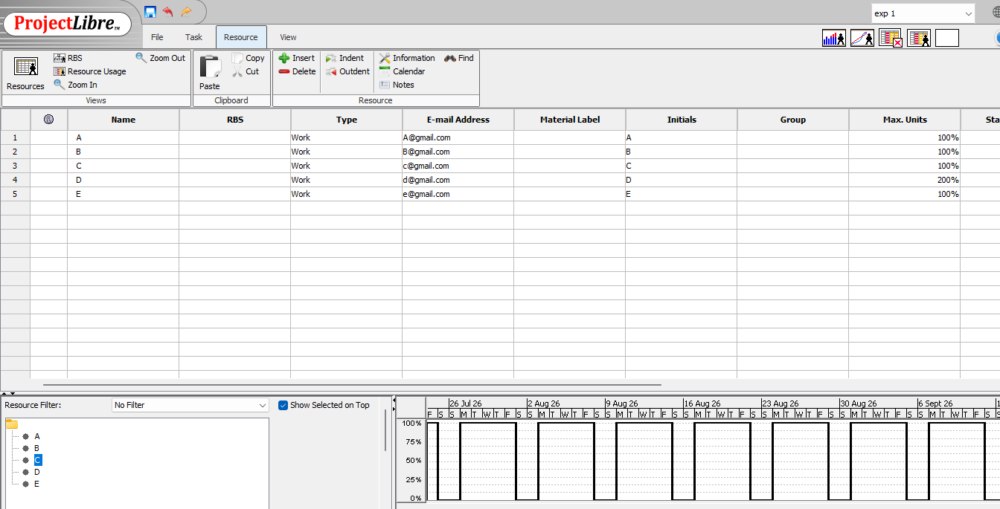 ProjectLibre™
exp 1
File Task Resource View
Resources
RBS
Resource Usage
Zoom In
Zoom Out
Views
Paste
Copy
Cut
Clipboard
Insert
Delete
Indent
Outdent
Information
Calendar
Notes
Find
Resource
Name RBS Type E-mail Address Material Label Initials Group Max. Units Sta
1 A Work A@gmail.com A 100%
2 B Work B@gmail.com B 100%
3 C Work c@gmail.com C 100%
4 D Work d@gmail.com D 200%
5 E Work e@gmail.com E 100%
Resource Filter: No Filter Show Selected on Top
A
B
C
D
E
26 Jul 26 2 Aug 26 9 Aug 26 16 Aug 26 23 Aug 26 30 Aug 26 6 Sept 26 1
F S S M T W T F S S M T W T F S S M T W T F S S M T W T F S S M T W T F S S M T W T F S S M T W T F S S
100%
75%
50%
25%
0%